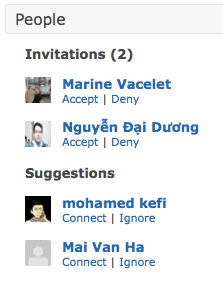 People
Invitations (2)
Marine Vacelet
Accept | Deny
Nguyễn Đại Dương
Accept | Deny
Suggestions
mohamed kefi
Connect | Ignore
Mai Van Ha
Connect | Ignore